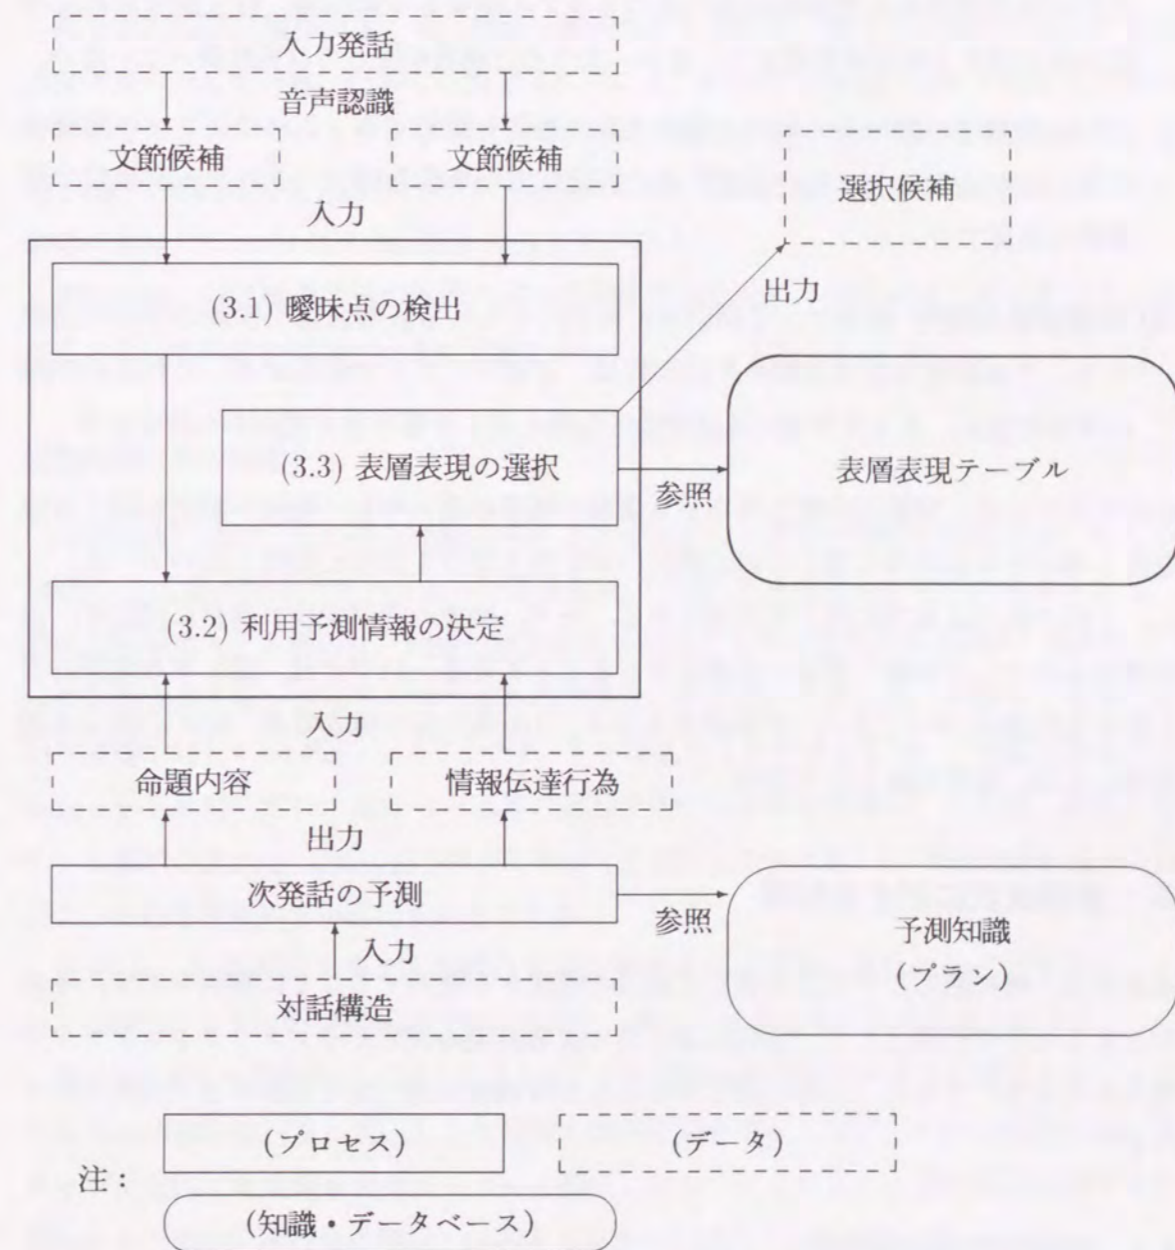 入力発話
音声認識
文節候補 文節候補
選択候補
入力
出力
(3.1) 曖昧点の検出
(3.3) 表層表現の選択
表層表現テーブル
参照
(3.2) 利用予測情報の決定
入力
命題内容 情報伝達行為
出力
次発話の予測
参照
予測知識
(プラン)
入力
対話構造
(プロセス) (データ)
注:
(知識・データベース)